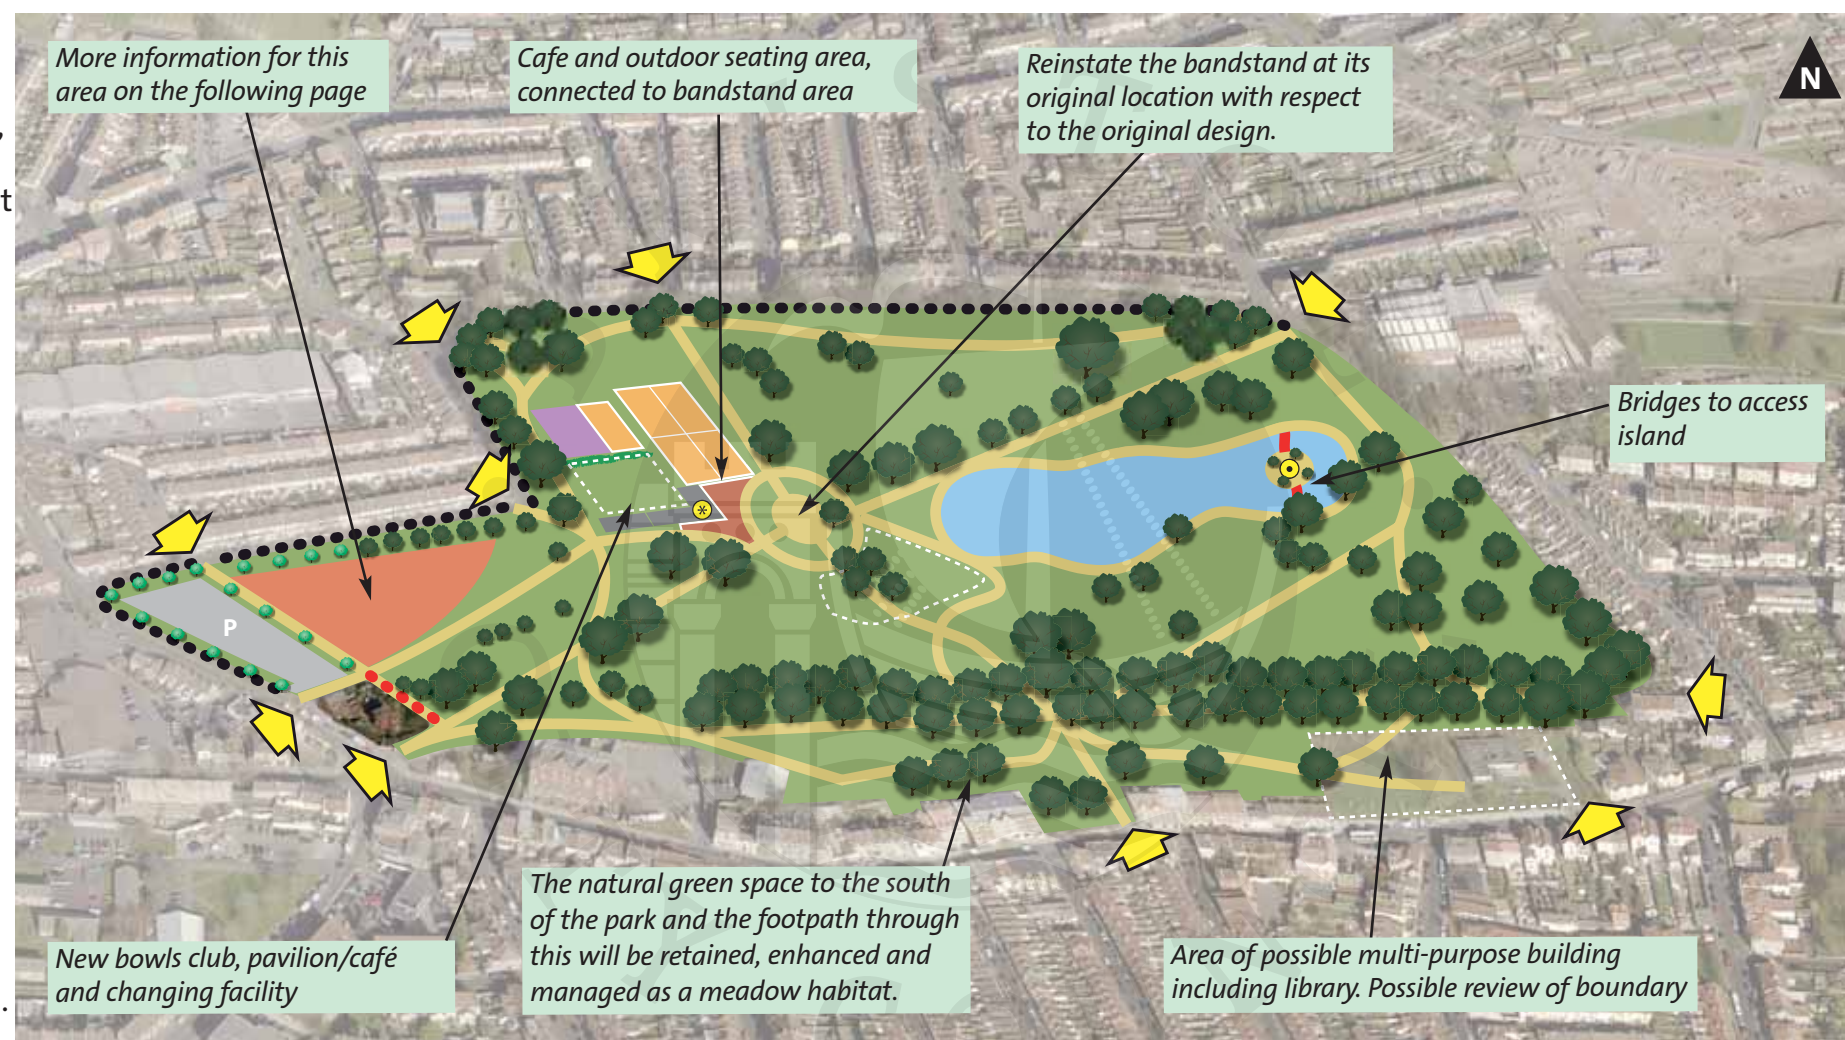 More information for this
area on the following page
Cafe and outdoor seating area,
connected to bandstand area
Reinstate the bandstand at its
original location with respect
to the original design.
N
,
t
Bridges to access
island
P
The natural green space to the south
of the park and the footpath through
this will be retained, enhanced and
managed as a meadow habitat.
New bowls club, pavilion/café
and changing facility
Area of possible multi-purpose building
including library. Possible review of boundary
.